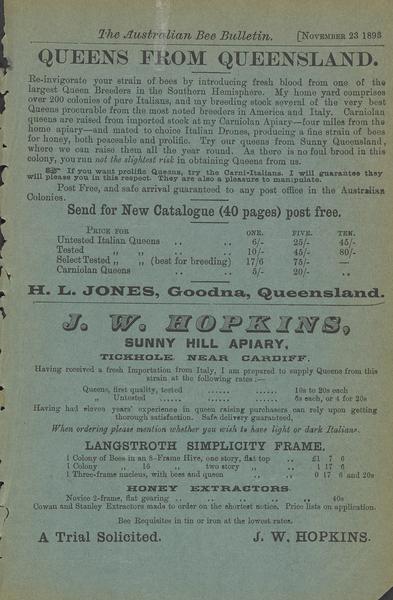 The Australian Bee Bulletin. [NOVEMBER 23 1893
QUEENS FROM QUEENSLAND.
Re-invigorate your strain of bees by introducing fresh blood from one of the
largest Queen Breeders in the Southern Hemisphere. My home yard comprises
over 200 colonies of pure Italians, and my breeding stock several of the very best
Queens procurable from the most noted breeders in America and Italy. Carniolan
queens are raised from imported stock at my Carniolan Apiary—four miles from the
home apiary—and mated to choice Italian Drones, producing a fine strain of bees
for honey, both peaceful and prolific. Try our queens from Sunny Queensland,
where we can raise them all the year round. As there is no foul brood in this
colony, you run not the slightest risk in obtaining Queens from us.
☞ If you want prolific Queens, try the Carni-Italians. I will guarantee they
will please you in this respect. They are also a pleasure to manipulate.
Post Free, and safe arrival guaranteed to any post office in the Australian
Colonies.
Send for New Catalogue (40 pages) post free.
PRICE FOR ONE. FIVE. TEN.
Untested Italian Queens .. .. 6/- 25/- 45/-
Tested ,, ,, .. .. 10/- 45/- 80/-
Select Tested ,, ,, (best for breeding) 17/6 75/- —
Carniolan Queens .. .. 5/- 20/- ..
H. L. JONES, Goodna, Queensland.
J. W. HOPKINS,
SUNNY HILL APIARY,
TICKHOLE, NEAR CARDIFF.
Having received a fresh Importation from Italy, I am prepared to supply Queens from this
strain at the following rates :—
Queens, first quality, tested ...... ...... 10s to 20s each
,, Untested ...... ...... 6s each, or 4 for 20s
Having had eleven years' experience in queen raising purchasers can rely upon getting
thorough satisfaction. Safe delivery guaranteed.
When ordering please mention whether you wish to have light or dark Italians.
LANGSTROTH SIMPLICITY FRAME.
1 Colony of Bees in an 8-Frame Hive, one story, flat top .. £1 7 6
1 Colony ,, 16 ,, two story ,, .. 1 17 6
1 Three-frame nucleus, with bees and queen ,, .. 0 17 6 and 20s
HONEY EXTRACTORS
Novice 2-frame, flat gearing .. .. .. .. ,, 40s
Cowan and Stanley Extractors made to order on the shortest notice. Price lists on application.
Bee Requisites in tin or iron at the lowest rates.
A Trial Solicited. J. W. HOPKINS.